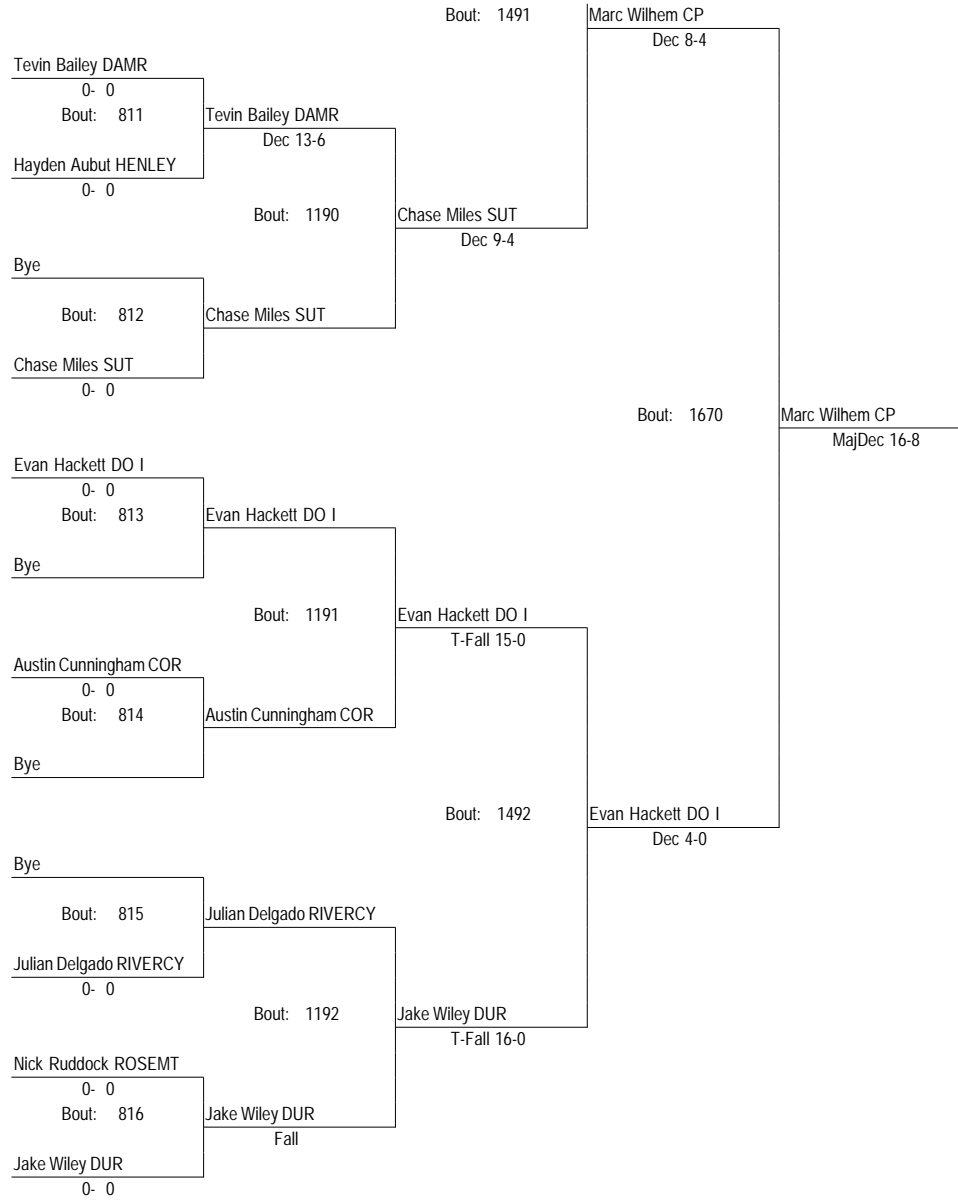 Bout: 1491 Marc Wilhem CP
Dec 8-4
Tevin Bailey DAMR
0- 0
Bout: 811 Tevin Bailey DAMR
Dec 13-6
Hayden Aubut HENLEY
0- 0
Bout: 1190 Chase Miles SUT
Dec 9-4
Bye
Bout: 812 Chase Miles SUT
Chase Miles SUT
0- 0
Bout: 1670 Marc Wilhem CP
MajDec 16-8
Evan Hackett DO I
0- 0
Bout: 813 Evan Hackett DO I
Bye
Bout: 1191 Evan Hackett DO I
T-Fall 15-0
Austin Cunningham COR
0- 0
Bout: 814 Austin Cunningham COR
Bye
Bout: 1492 Evan Hackett DO I
Dec 4-0
Bye
Bout: 815 Julian Delgado RIVERCY
Julian Delgado RIVERCY
0- 0
Bout: 1192 Jake Wiley DUR
T-Fall 16-0
Nick Ruddock ROSEMT
0- 0
Bout: 816 Jake Wiley DUR
Fall
Jake Wiley DUR
0- 0